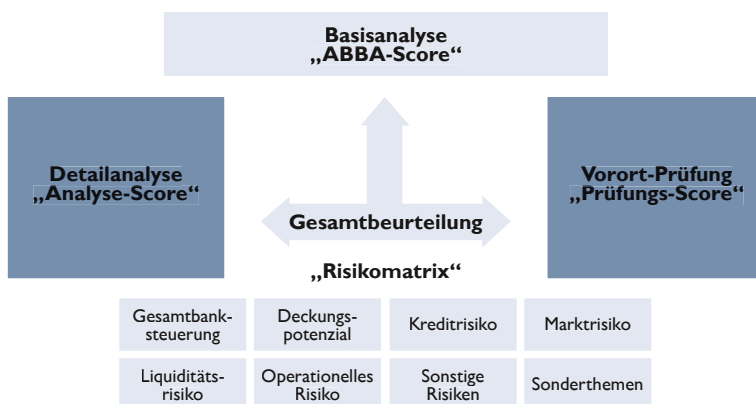 Basisanalyse
„ABBA-Score“
Detailanalyse
„Analyse-Score“
Vorort-Prüfung
„Prüfungs-Score“
Gesamtbeurteilung
„Risikomatrix“
Gesamtbank-
steuerung
Deckungs-
potenzial
Kreditrisiko
Marktrisiko
Liquiditäts-
risiko
Operationelles
Risiko
Sonstige
Risiken
Sonderthemen